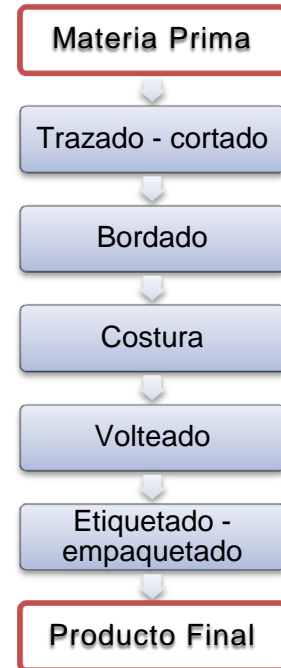 Materia Prima
Trazado - cortado
Bordado
Costura
Volteado
Etiquetado -
empaquetado
Producto Final